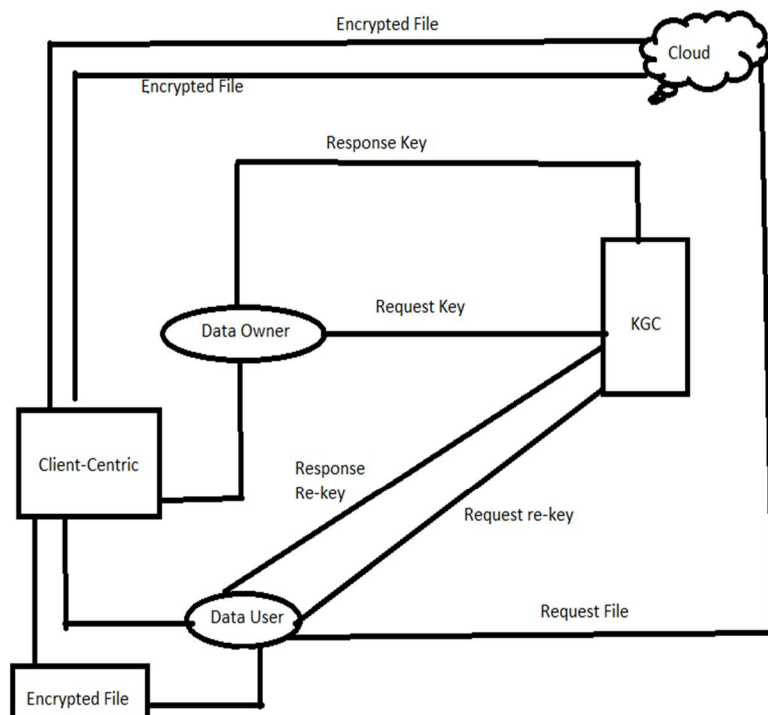 Encrypted File
Cloud
Encrypted File
Response Key
Request Key
Data Owner
KGC
Client-Centric
Response
Re-key
Request re-key
Data User
Request File
Encrypted File